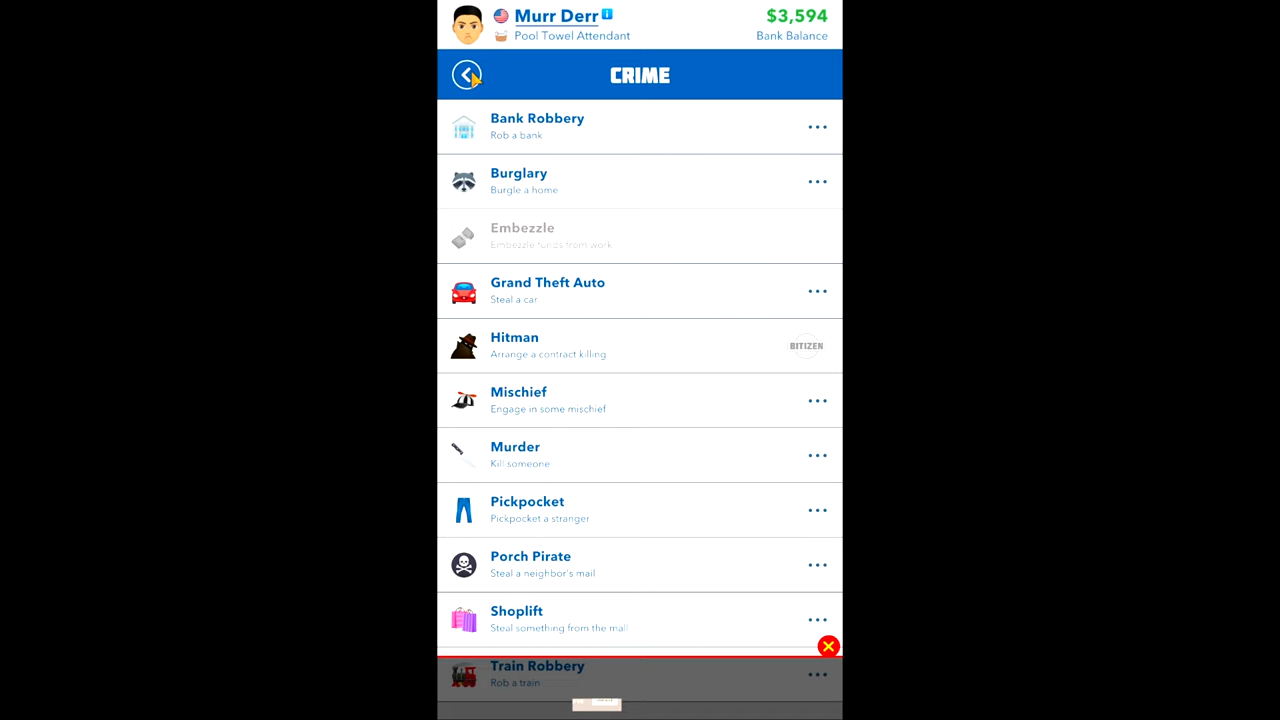 Murr Derr
$3,594
Pool Towel Attendant
Bank Balance
CRIME
Bank Robbery
Rob a bank
Burglary
Burgle a home
Embezzle
Embezzle funds from work
Grand Theft Auto
Steal a car
Hitman
Arrange a contract killing
BITIZEN
Mischief
Engage in some mischief
Murder
Kill someone
Pickpocket
Pickpocket a stranger
Porch Pirate
Steal a neighbor's mail
Shoplift
Steal something from the mall
Train Robbery
Rob a train